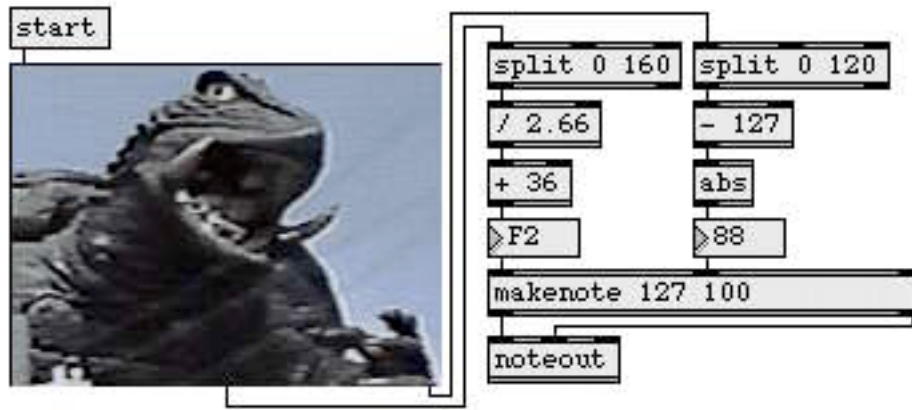 start
split 0 160
split 0 120
/ 2.66
- 127
+ 36
abs
F2
88
makenote 127 100
noteout